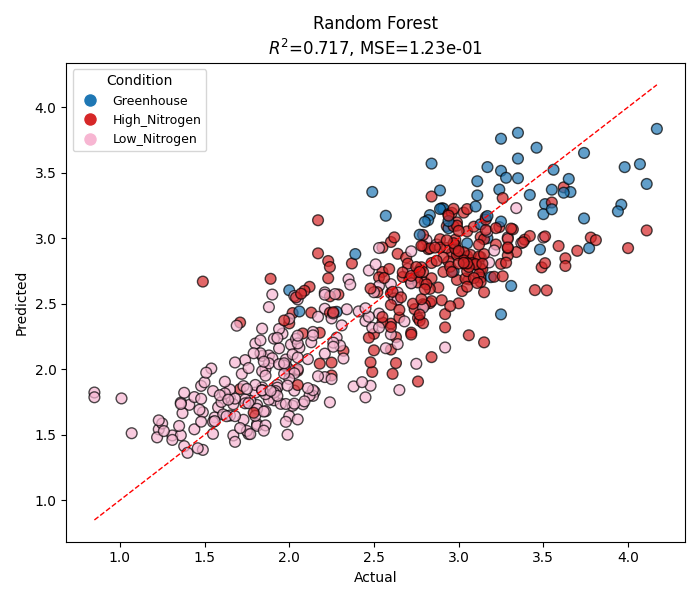 Random Forest
$R^2$=0.717, MSE=1.23e-01
Condition
Greenhouse
High_Nitrogen
Low_Nitrogen
4.0
3.5
3.0
2.5
2.0
1.5
1.0
Predicted
1.0 1.5 2.0 2.5 3.0 3.5 4.0
Actual